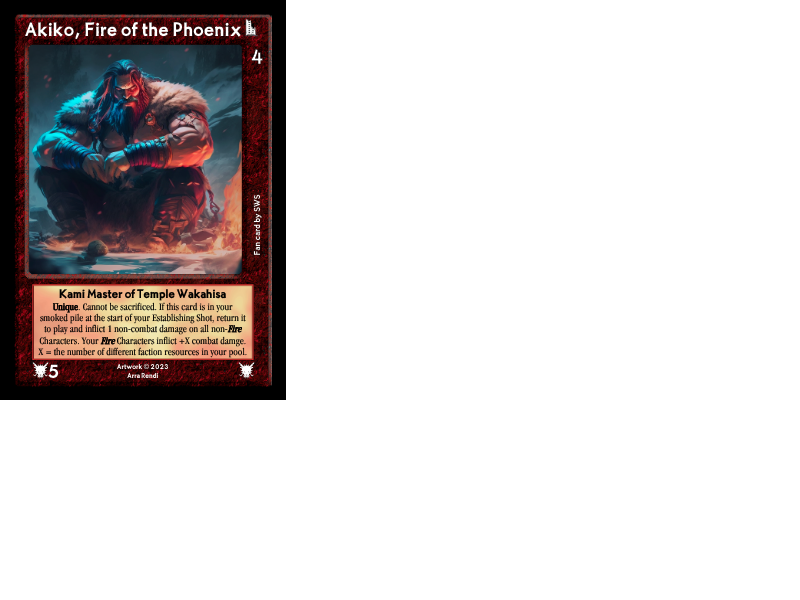 Akiko, Fire of the Phoenix
4
Fan card by SWS
Kami Master of Temple Wakahisa
Unique. Cannot be sacrificed. If this card is in your
smoked pile at the start of your Establishing Shot, return it
to play and inflict 1 non-combat damage on all non-Fire
Characters. Your Fire Characters inflict +X combat damge.
X = the number of different faction resources in your pool.
5
Artwork © 2023
Arra Rendi